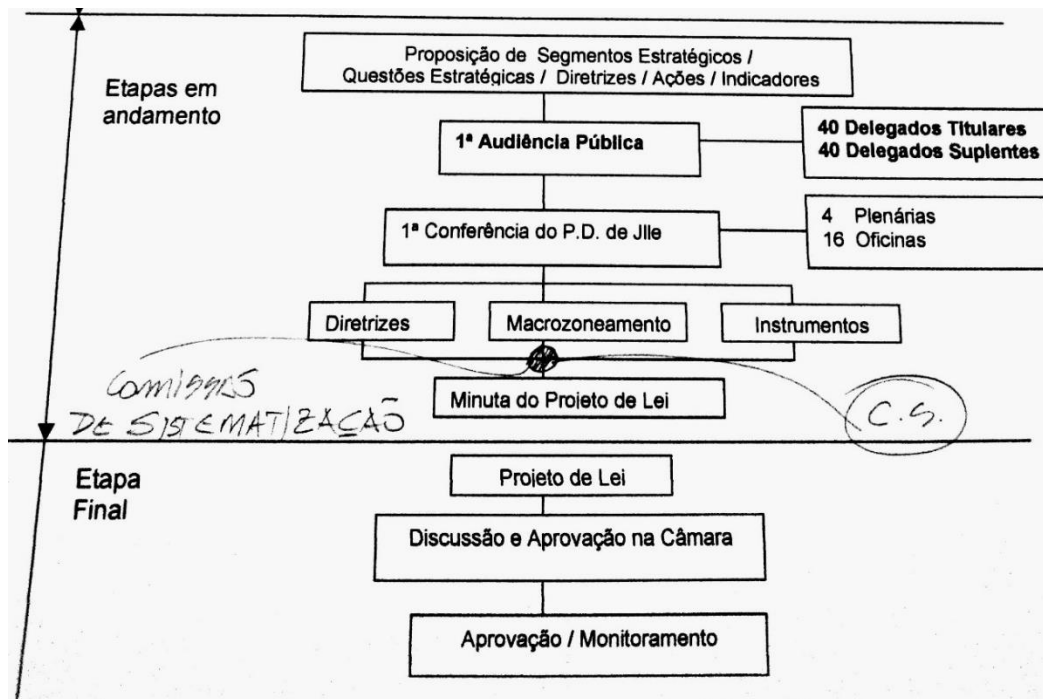 Proposição de Segmentos Estratégicos /
Questões Estratégicas / Diretrizes / Ações / Indicadores
Etapas em
andamento
1ª Audiência Pública
40 Delegados Titulares
40 Delegados Suplentes
1ª Conferência do P.D. de Jlle
4 Plenárias
16 Oficinas
Diretrizes
Macrozoneamento
Instrumentos
COMISSÃO
DE SISTEMATIZAÇÃO
Minuta do Projeto de Lei
C.S.
Etapa
Final
Projeto de Lei
Discussão e Aprovação na Câmara
Aprovação / Monitoramento